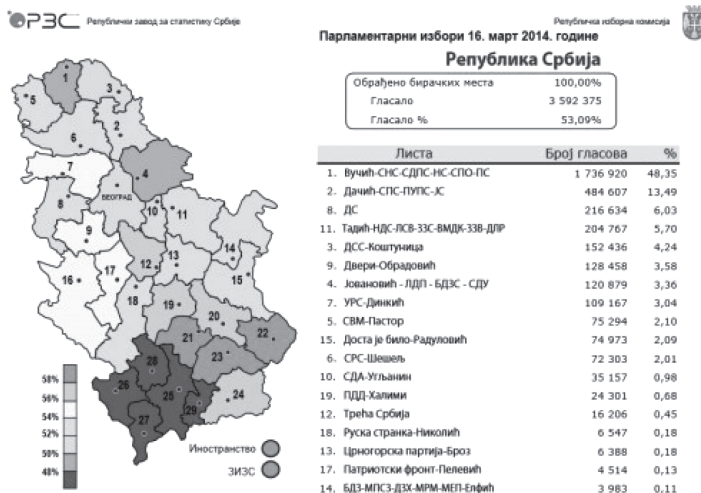 РЗС Републички завод за статистику Србије
Републичка изборна комисија
Парламентарни избори 16. март 2014. године
Република Србија
Обрађено бирачких места 100,00%
Гласало 3 592 375
Гласало % 53,09%
Листа Број гласова %
1. Вучић-СНС-СДПС-НС-СПО-ПС 1 736 920 48,35
2. Дачић-СПС-ПУПС-ЈС 484 607 13,49
8. ДС 216 634 6,03
11. Тадић-НДС-ЛСВ-ЗЗС-ВМДК-ЗЗВ-ДЛР 204 767 5,70
3. ДСС-Коштуница 152 436 4,24
9. Двери-Обрадовић 128 458 3,58
4. Јовановић - ЛДП - БДЗС - СДУ 120 879 3,36
7. УРС-Динкић 109 167 3,04
5. СВМ-Пастор 75 294 2,10
15. Доста је било-Радуловић 74 973 2,09
6. СРС-Шешељ 72 303 2,01
10. СДА-Угљанин 35 157 0,98
19. ПДД-Халими 24 301 0,68
12. Трећа Србија 16 206 0,45
18. Руска странка-Николић 6 547 0,18
13. Црногорска партија-Броз 6 388 0,18
17. Патриотски фронт-Пелевић 4 514 0,13
14. БДЗ-МПСЗ-ДЗХ-МРМ-МЕП-Елфић 3 983 0,11
1
3
5
2
6
7
4
8
БЕОГРАД
10
11
9
14
12
13
15
16
17
18
19
20
21
22
23
28
26
25
24
29
27
58%
56%
54%
52%
50%
48%
Иностранство
ЗИЗС